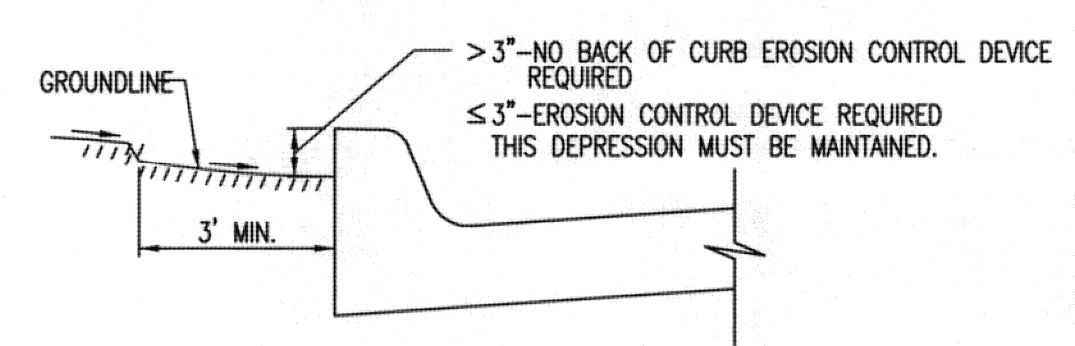 > 3"-NO BACK OF CURB EROSION CONTROL DEVICE
REQUIRED
GROUNDLINE
≤ 3"-EROSION CONTROL DEVICE REQUIRED
THIS DEPRESSION MUST BE MAINTAINED.
3' MIN.